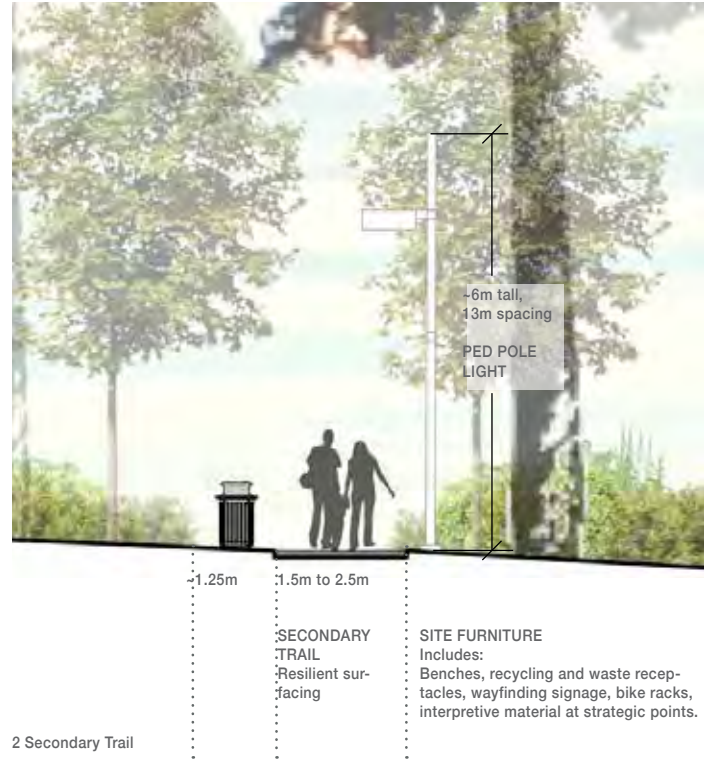 ~6m tall,
13m spacing
PED POLE
LIGHT
~1.25m
1.5m to 2.5m
SECONDARY
TRAIL
Resilient sur-
facing
SITE FURNITURE
Includes:
Benches, recycling and waste recep-
tacles, wayfinding signage, bike racks,
interpretive material at strategic points.
2 Secondary Trail